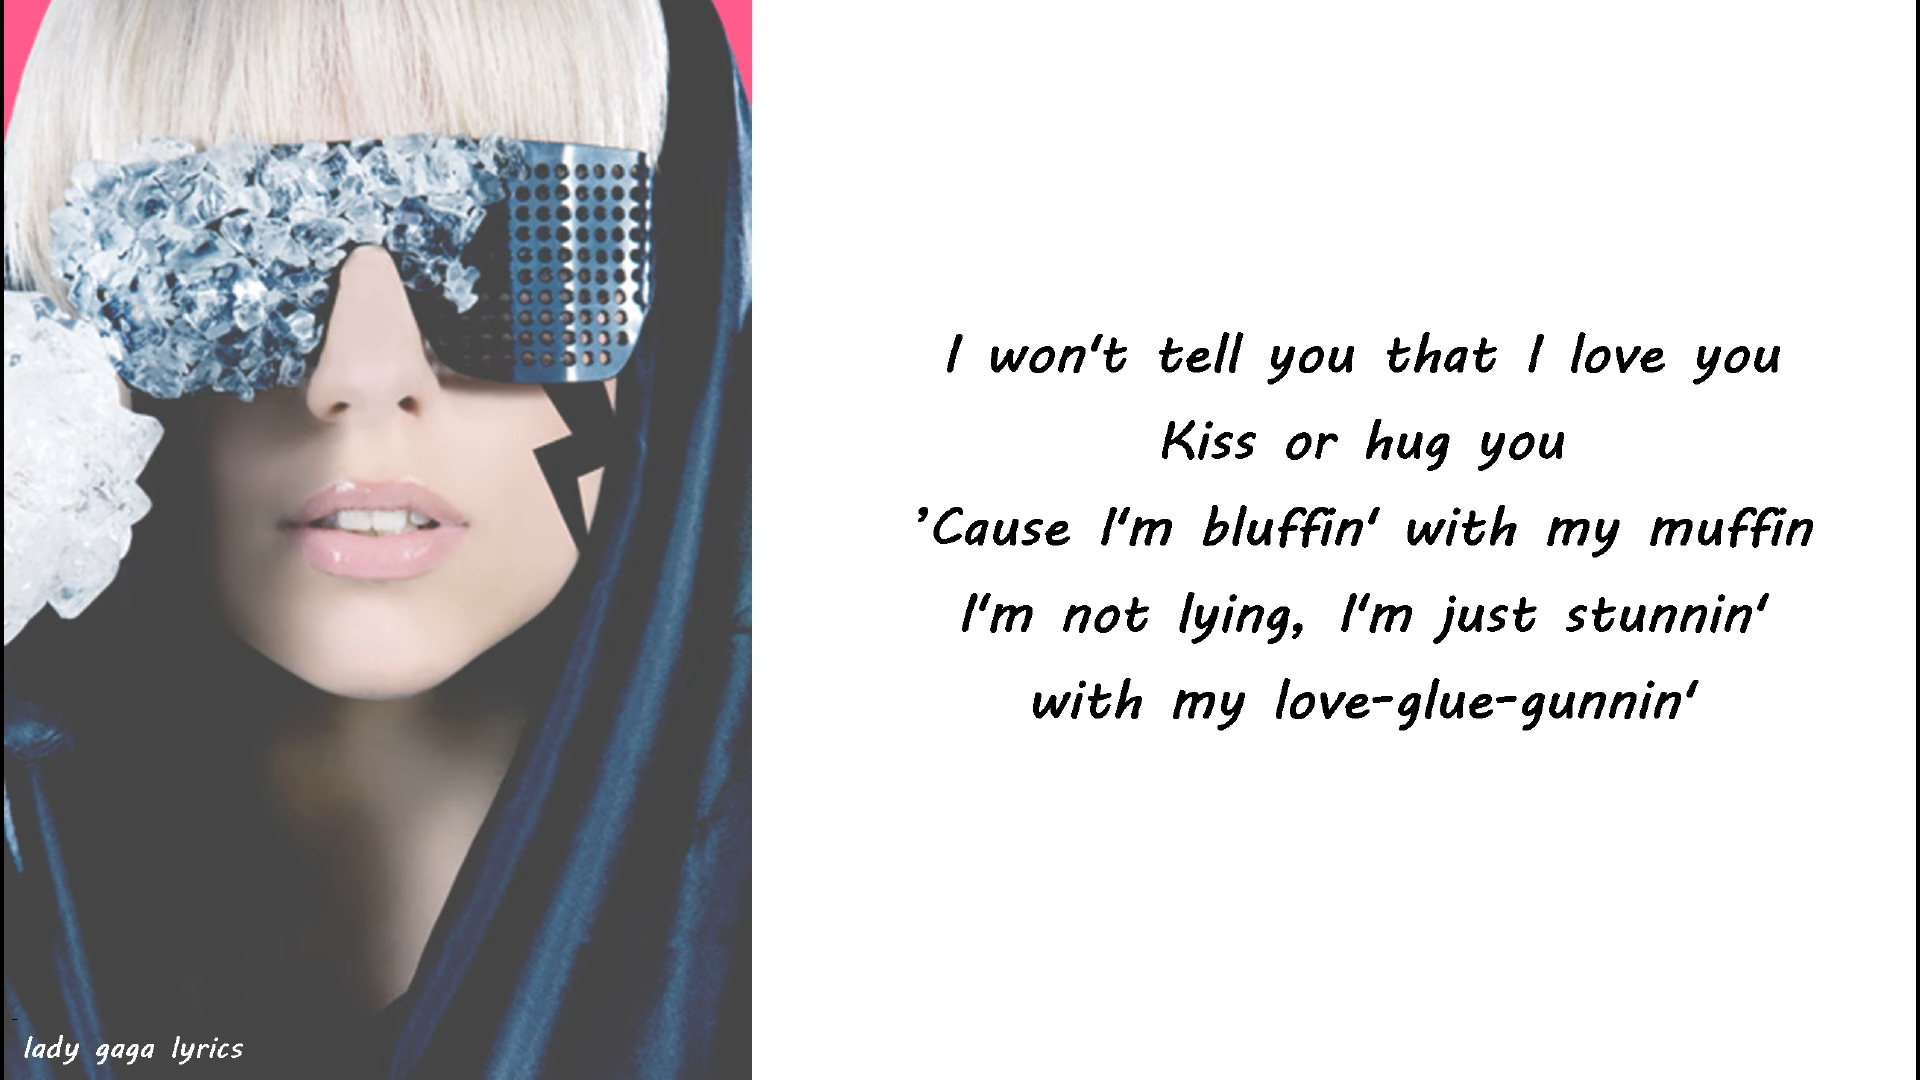 I won't tell you that I love you
Kiss or hug you
'Cause I'm bluffin' with my muffin
I'm not lying, I'm just stunnin'
with my love-glue-gunnin'
lady gaga lyrics